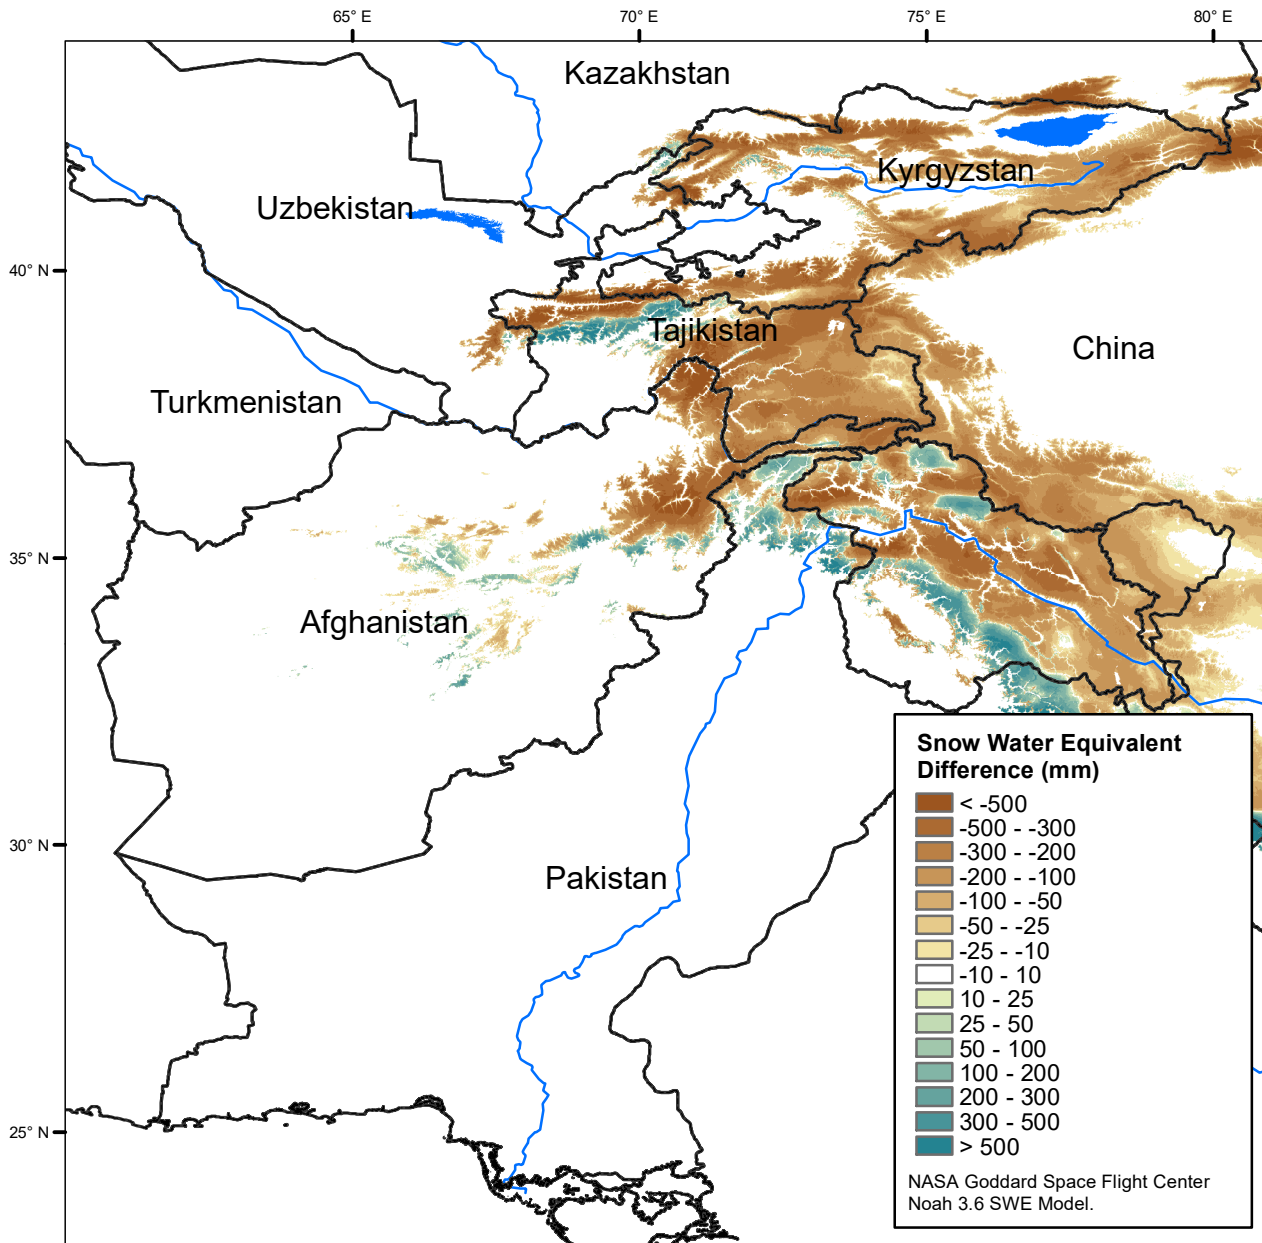 65° E
70° E
75° E
80° E
Kazakhstan
Kyrgyzstan
Uzbekistan
40° N
Tajikistan
China
Turkmenistan
35° N
Afghanistan
Snow Water Equivalent
Difference (mm)
< -500
-500 - -300
-300 - -200
-200 - -100
-100 - -50
-50 - -25
-25 - -10
-10 - 10
10 - 25
25 - 50
50 - 100
100 - 200
200 - 300
300 - 500
> 500
NASA Goddard Space Flight Center
Noah 3.6 SWE Model.
30° N
Pakistan
25° N